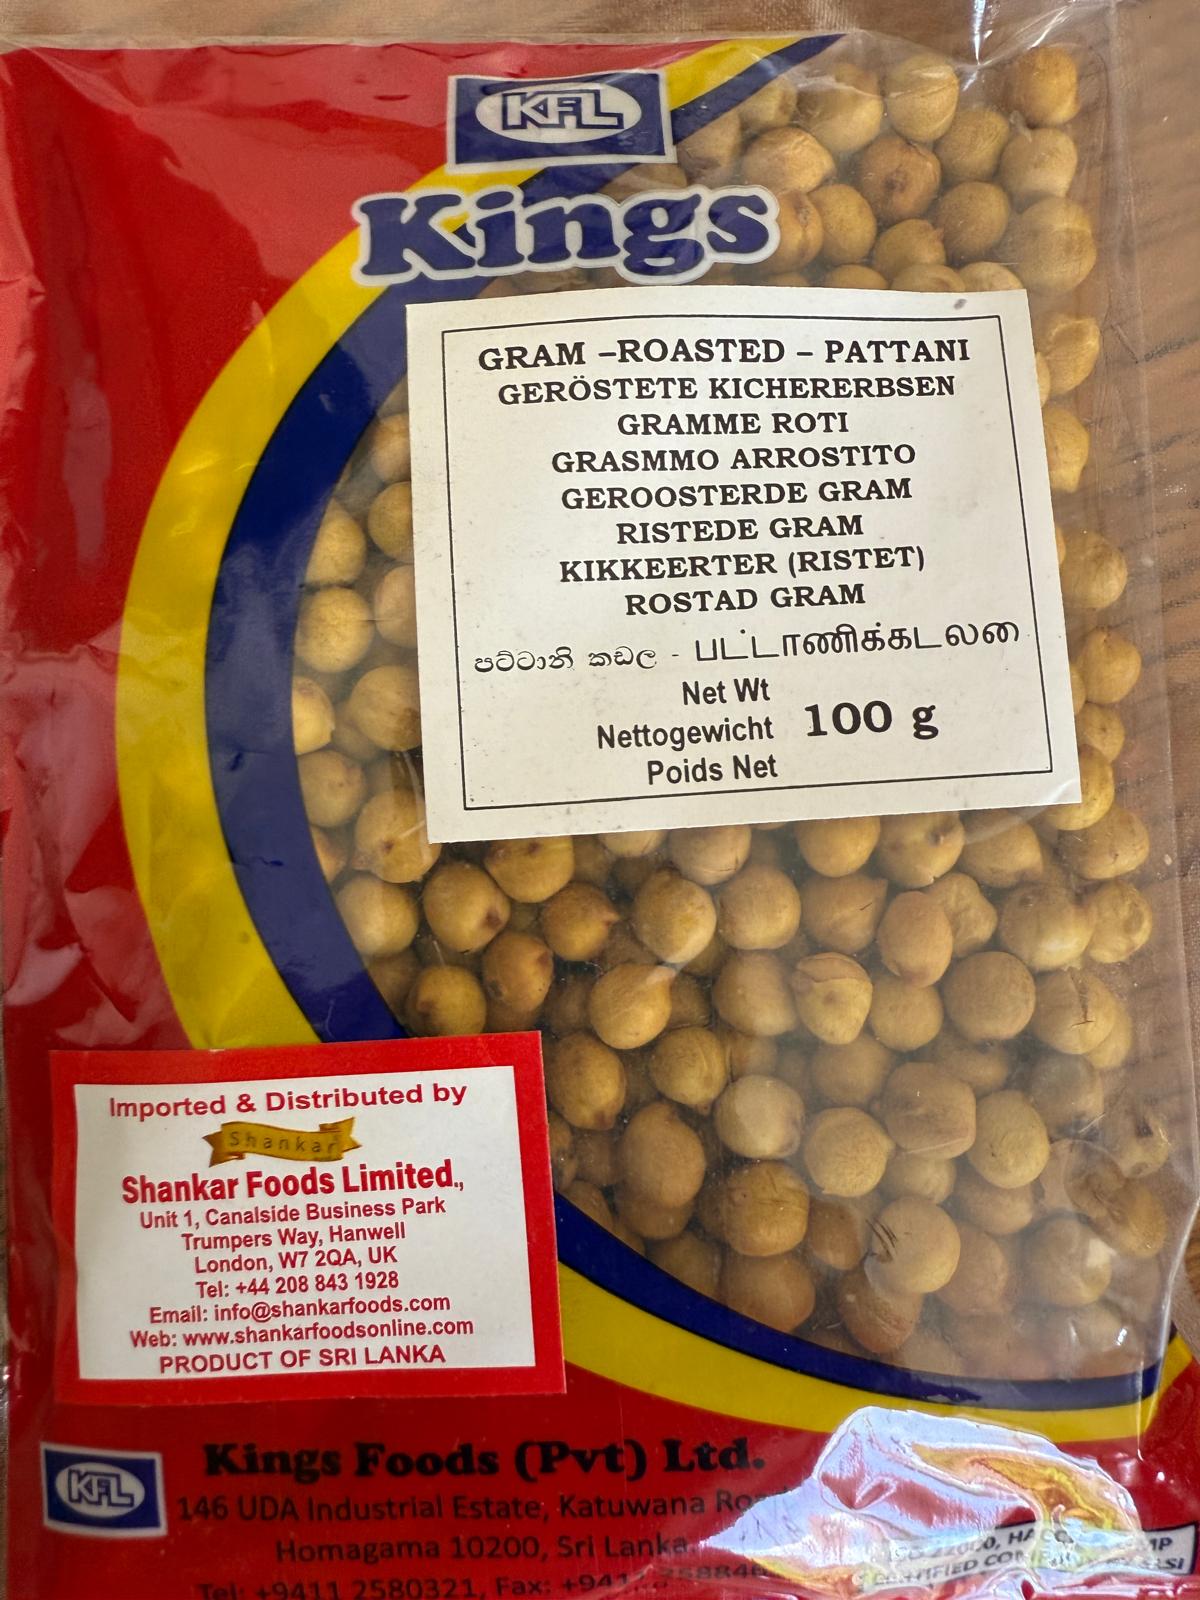 KFL
Kings
GRAM –ROASTED – PATTANI
GERÖSTETE KICHERERBSEN
GRAMME ROTI
GRASMMO ARROSTITO
GEROOSTERDE GRAM
RISTEDE GRAM
KIKKEERTER (RISTET)
ROSTAD GRAM
පට්ටානි කඩල - பட்டாணிக்கடலை
Net Wt
Nettogewicht 100 g
Poids Net
Imported & Distributed by
Shankar
Shankar Foods Limited.,
Unit 1, Canalside Business Park
Trumpers Way, Hanwell
London, W7 2QA, UK
Tel: +44 208 843 1928
Email: info@shankarfoods.com
Web: www.shankarfoodsonline.com
PRODUCT OF SRI LANKA
KFL
Kings Foods (Pvt) Ltd.
146 UDA Industrial Estate, Katuwana
Homagama 10200, Sri Lanka.
Tel: +9411 2580321, Fax: